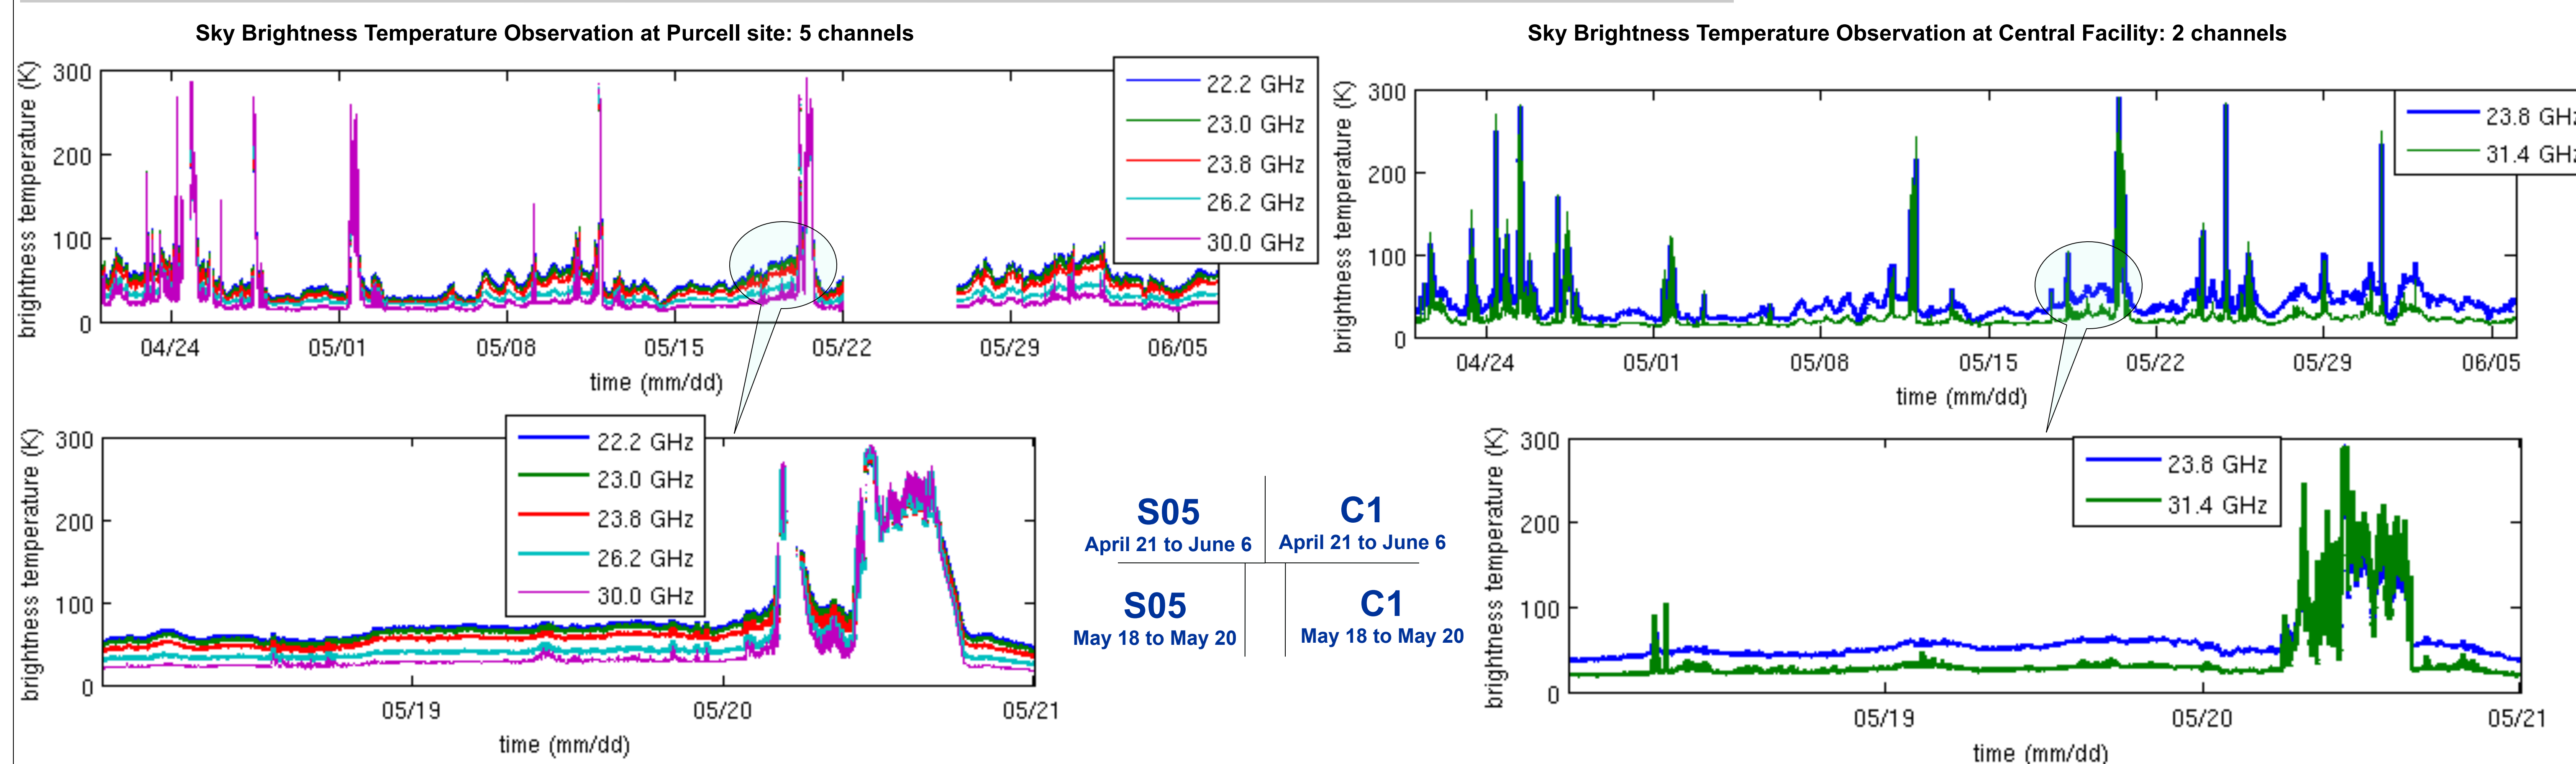 Sky Brightness Temperature Observation at Purcell site: 5 channels
brightness temperature (K)
300
200
100
0
04/24 05/01 05/08 05/15 05/22 05/29 06/05
time (mm/dd)
22.2 GHz
23.0 GHz
23.8 GHz
26.2 GHz
30.0 GHz
Sky Brightness Temperature Observation at Central Facility: 2 channels
brightness temperature (K)
300
200
100
0
04/24 05/01 05/08 05/15 05/22 05/29 06/05
time (mm/dd)
23.8 GHz
31.4 GHz
brightness temperature (K)
300
200
100
0
05/19 05/20 05/21
time (mm/dd)
22.2 GHz
23.0 GHz
23.8 GHz
26.2 GHz
30.0 GHz
S05
April 21 to June 6
C1
April 21 to June 6
S05
May 18 to May 20
C1
May 18 to May 20
brightness temperature (K)
300
200
100
0
05/19 05/20 05/21
time (mm/dd)
23.8 GHz
31.4 GHz